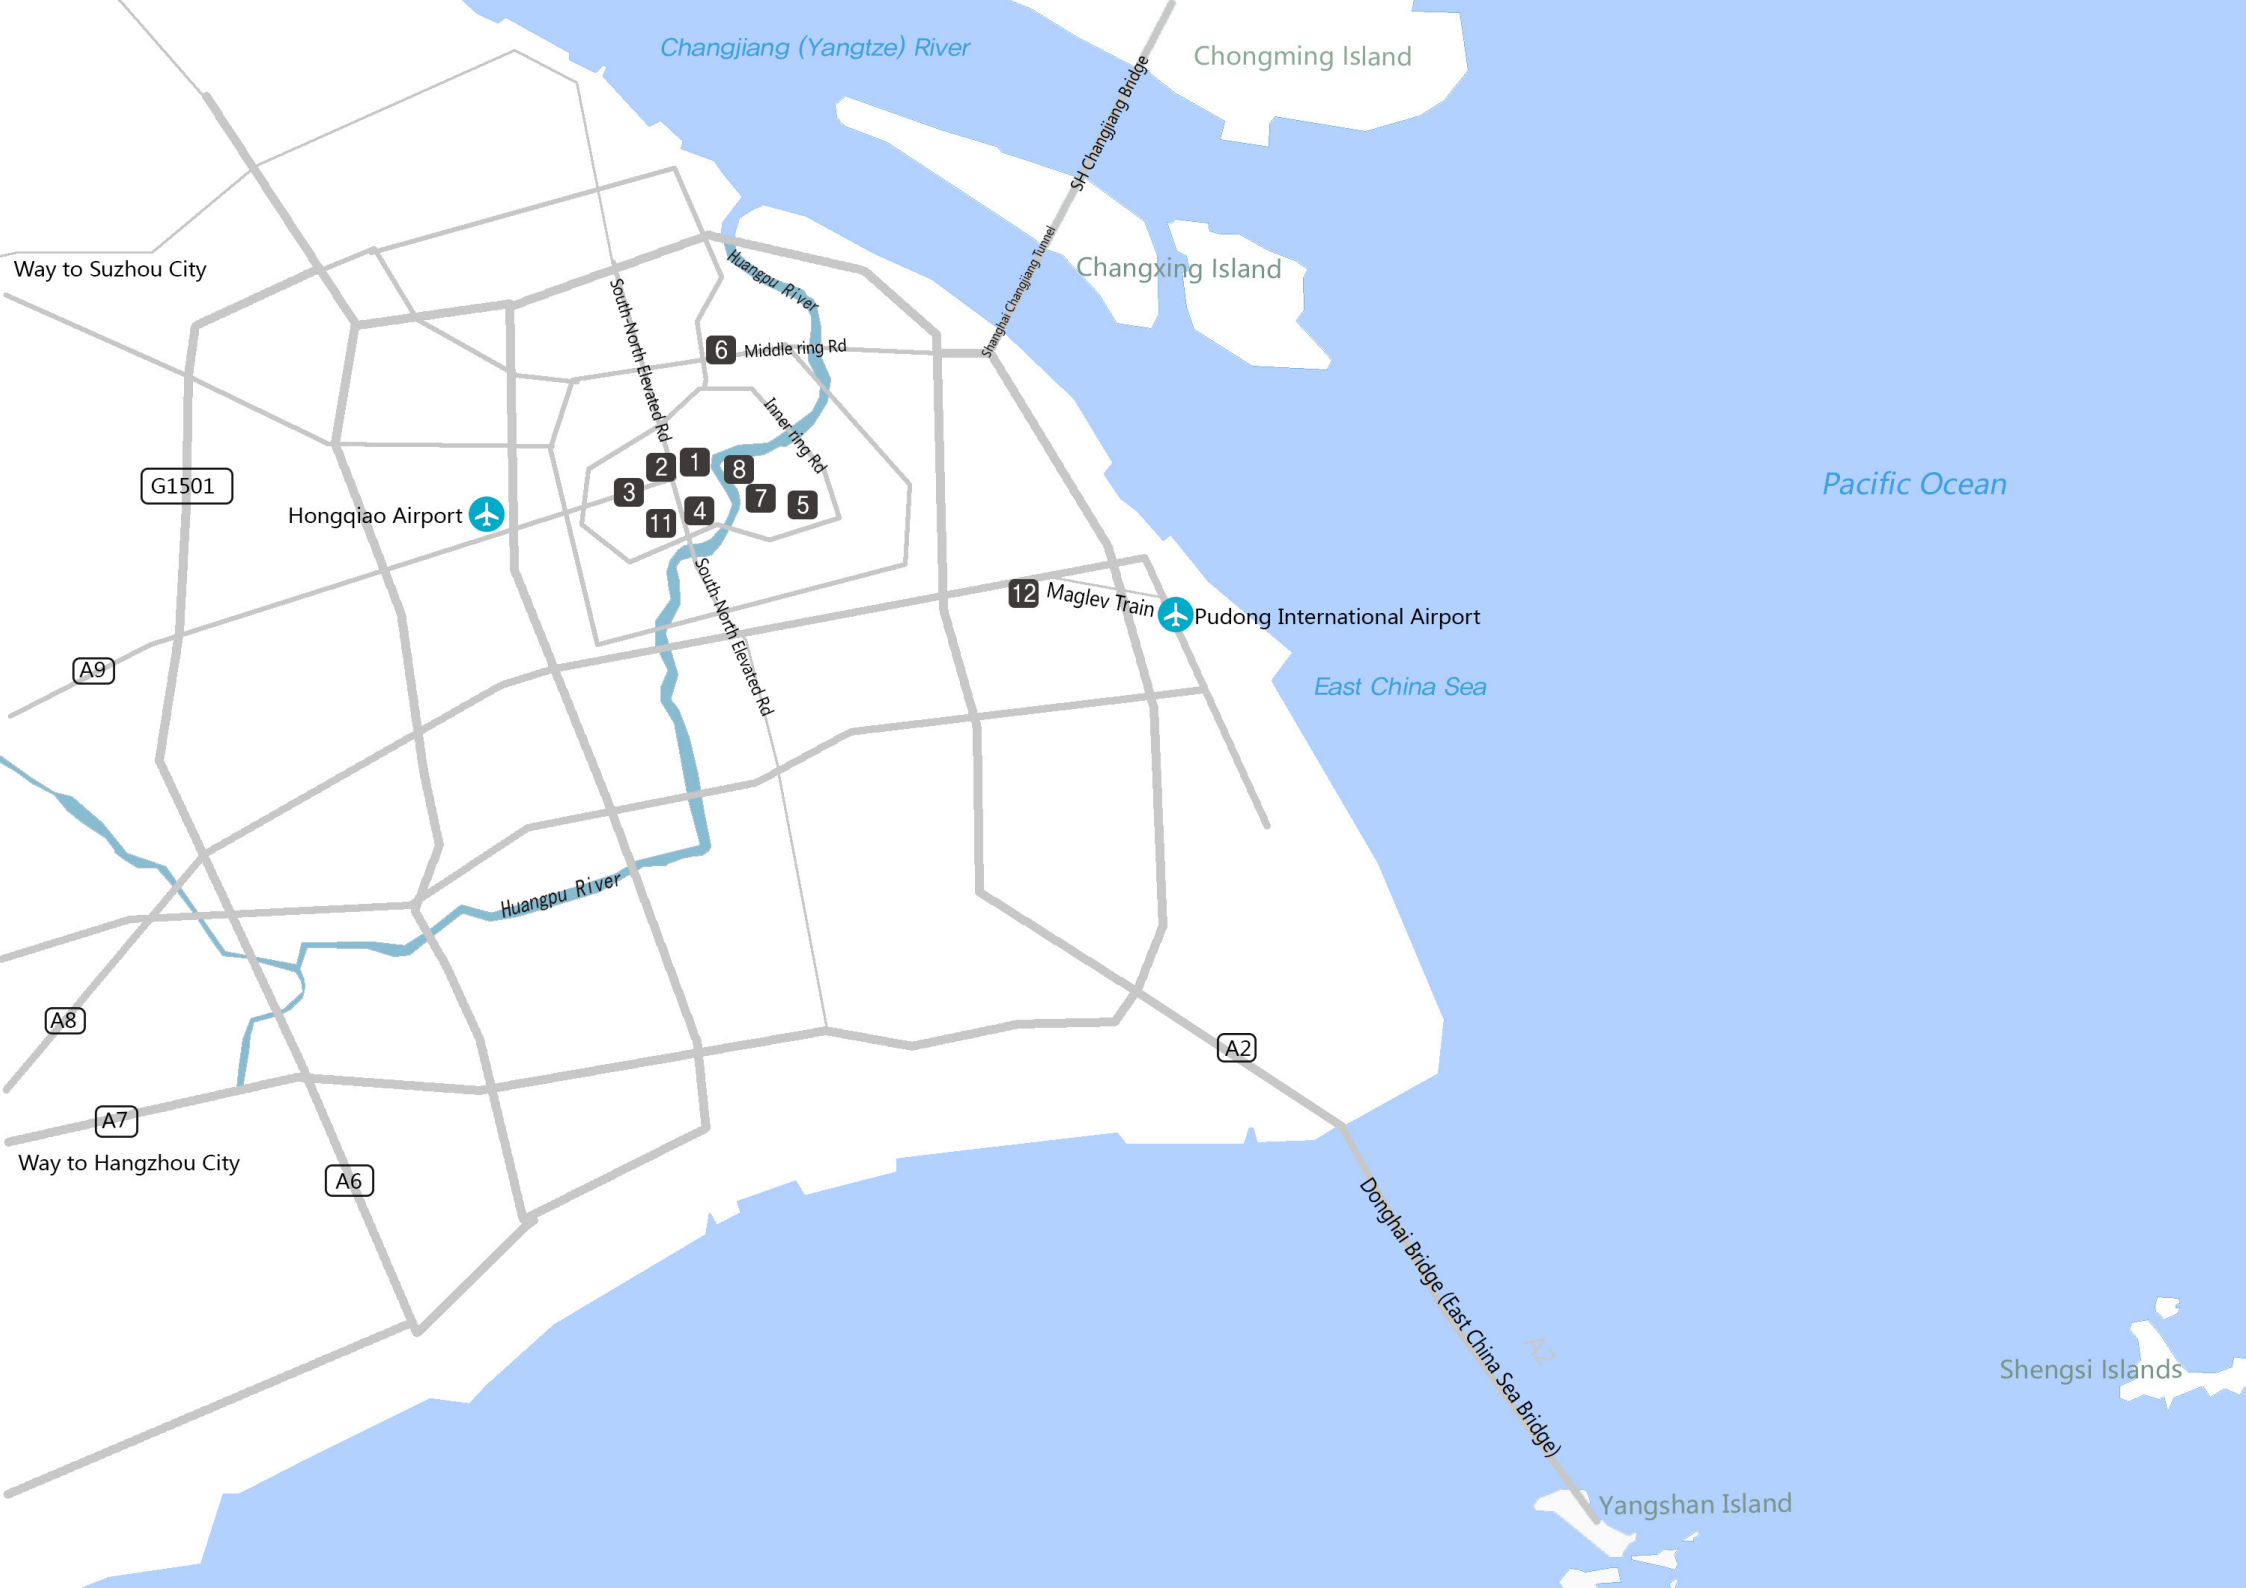 Changjiang (Yangtze) River
Chongming Island
SH Changjiang Bridge
Way to Suzhou City
Huangpu River
Shanghai Changjiang Tunnel
Changxing Island
South-North Elevated Rd
6
Middle ring Rd
Inner ring Rd
2
1
8
3
4
7
5
11
G1501
Hongqiao Airport
Pacific Ocean
12
Maglev Train
Pudong International Airport
South-North Elevated Rd
A9
East China Sea
Huangpu River
A8
A2
A7
Way to Hangzhou City
A6
Donghai Bridge (East China Sea Bridge)
A2
Shengsi Islands
Yangshan Island